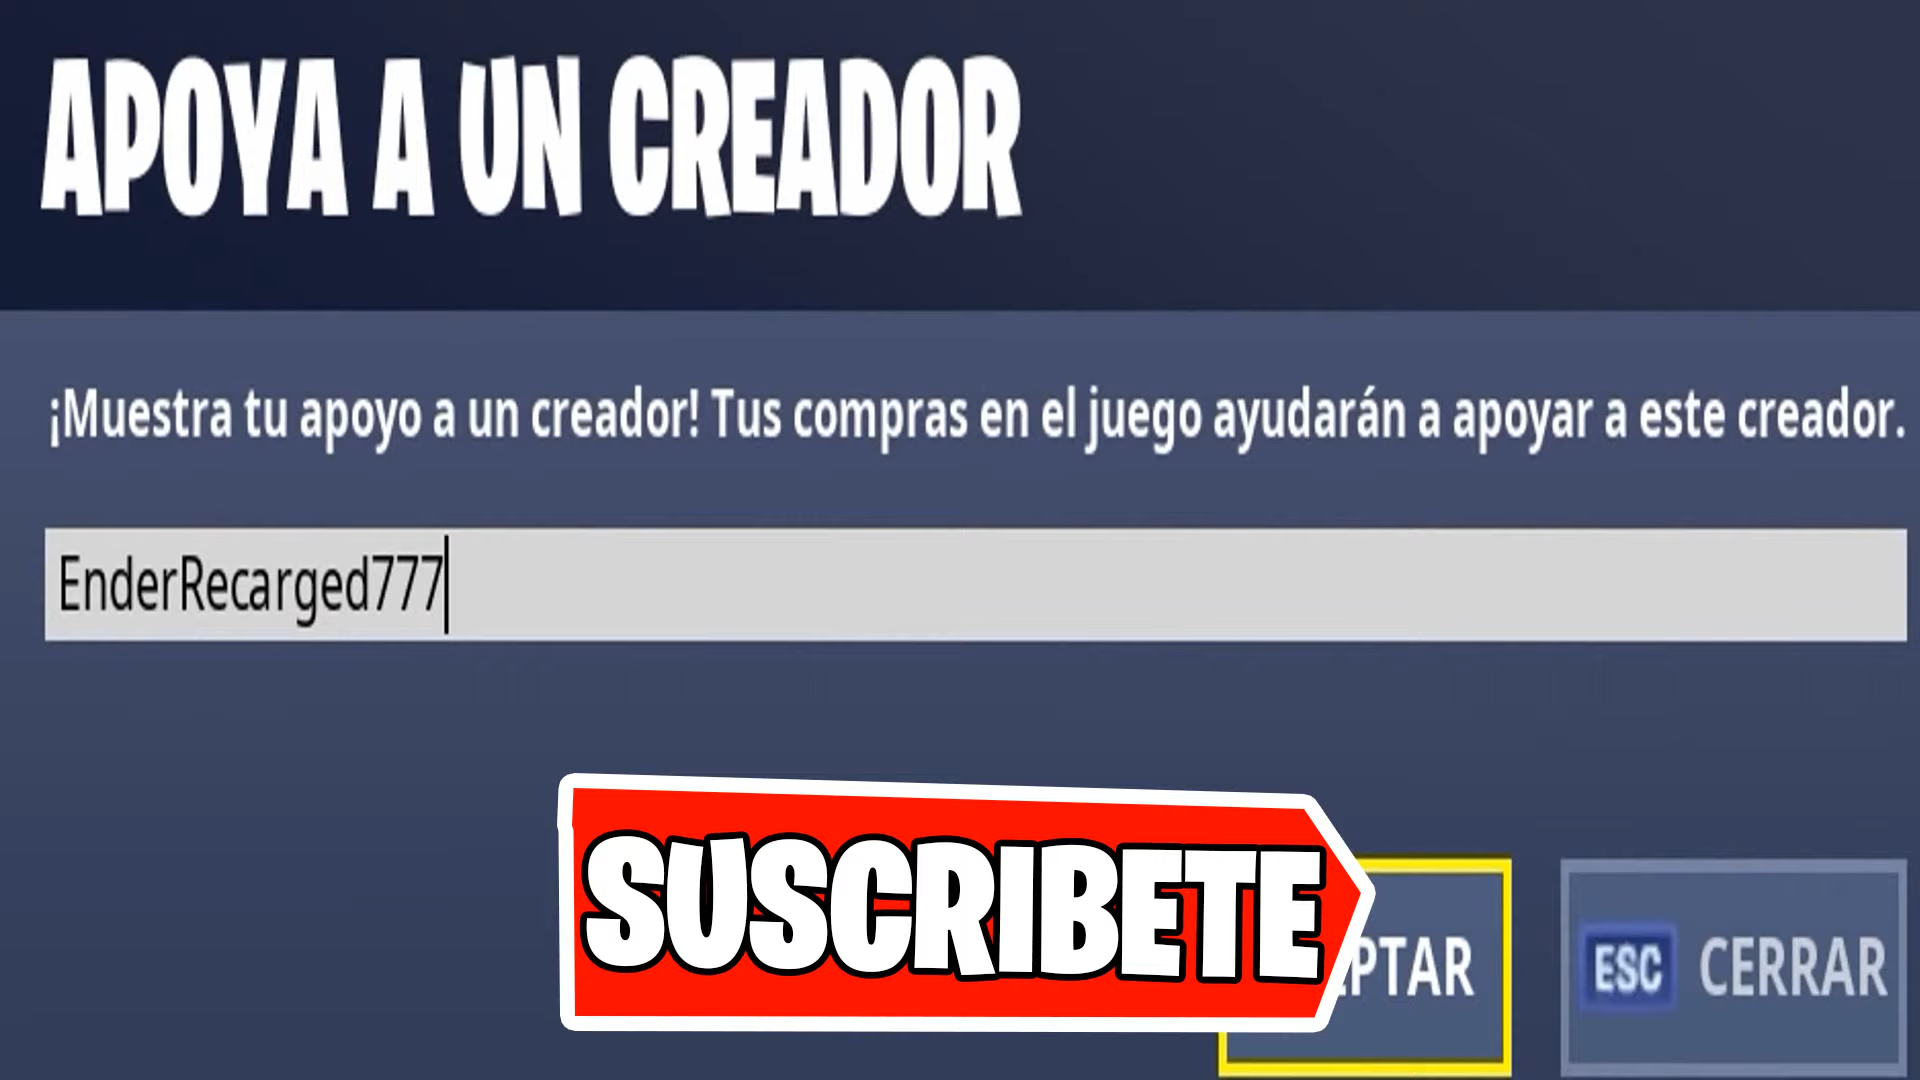 APOYA A UN CREADOR
¡Muestra tu apoyo a un creador! Tus compras en el juego ayudarán a apoyar a este creador.
EnderRecarged777
SUSCRIBETE
PTAR
ESC CERRAR